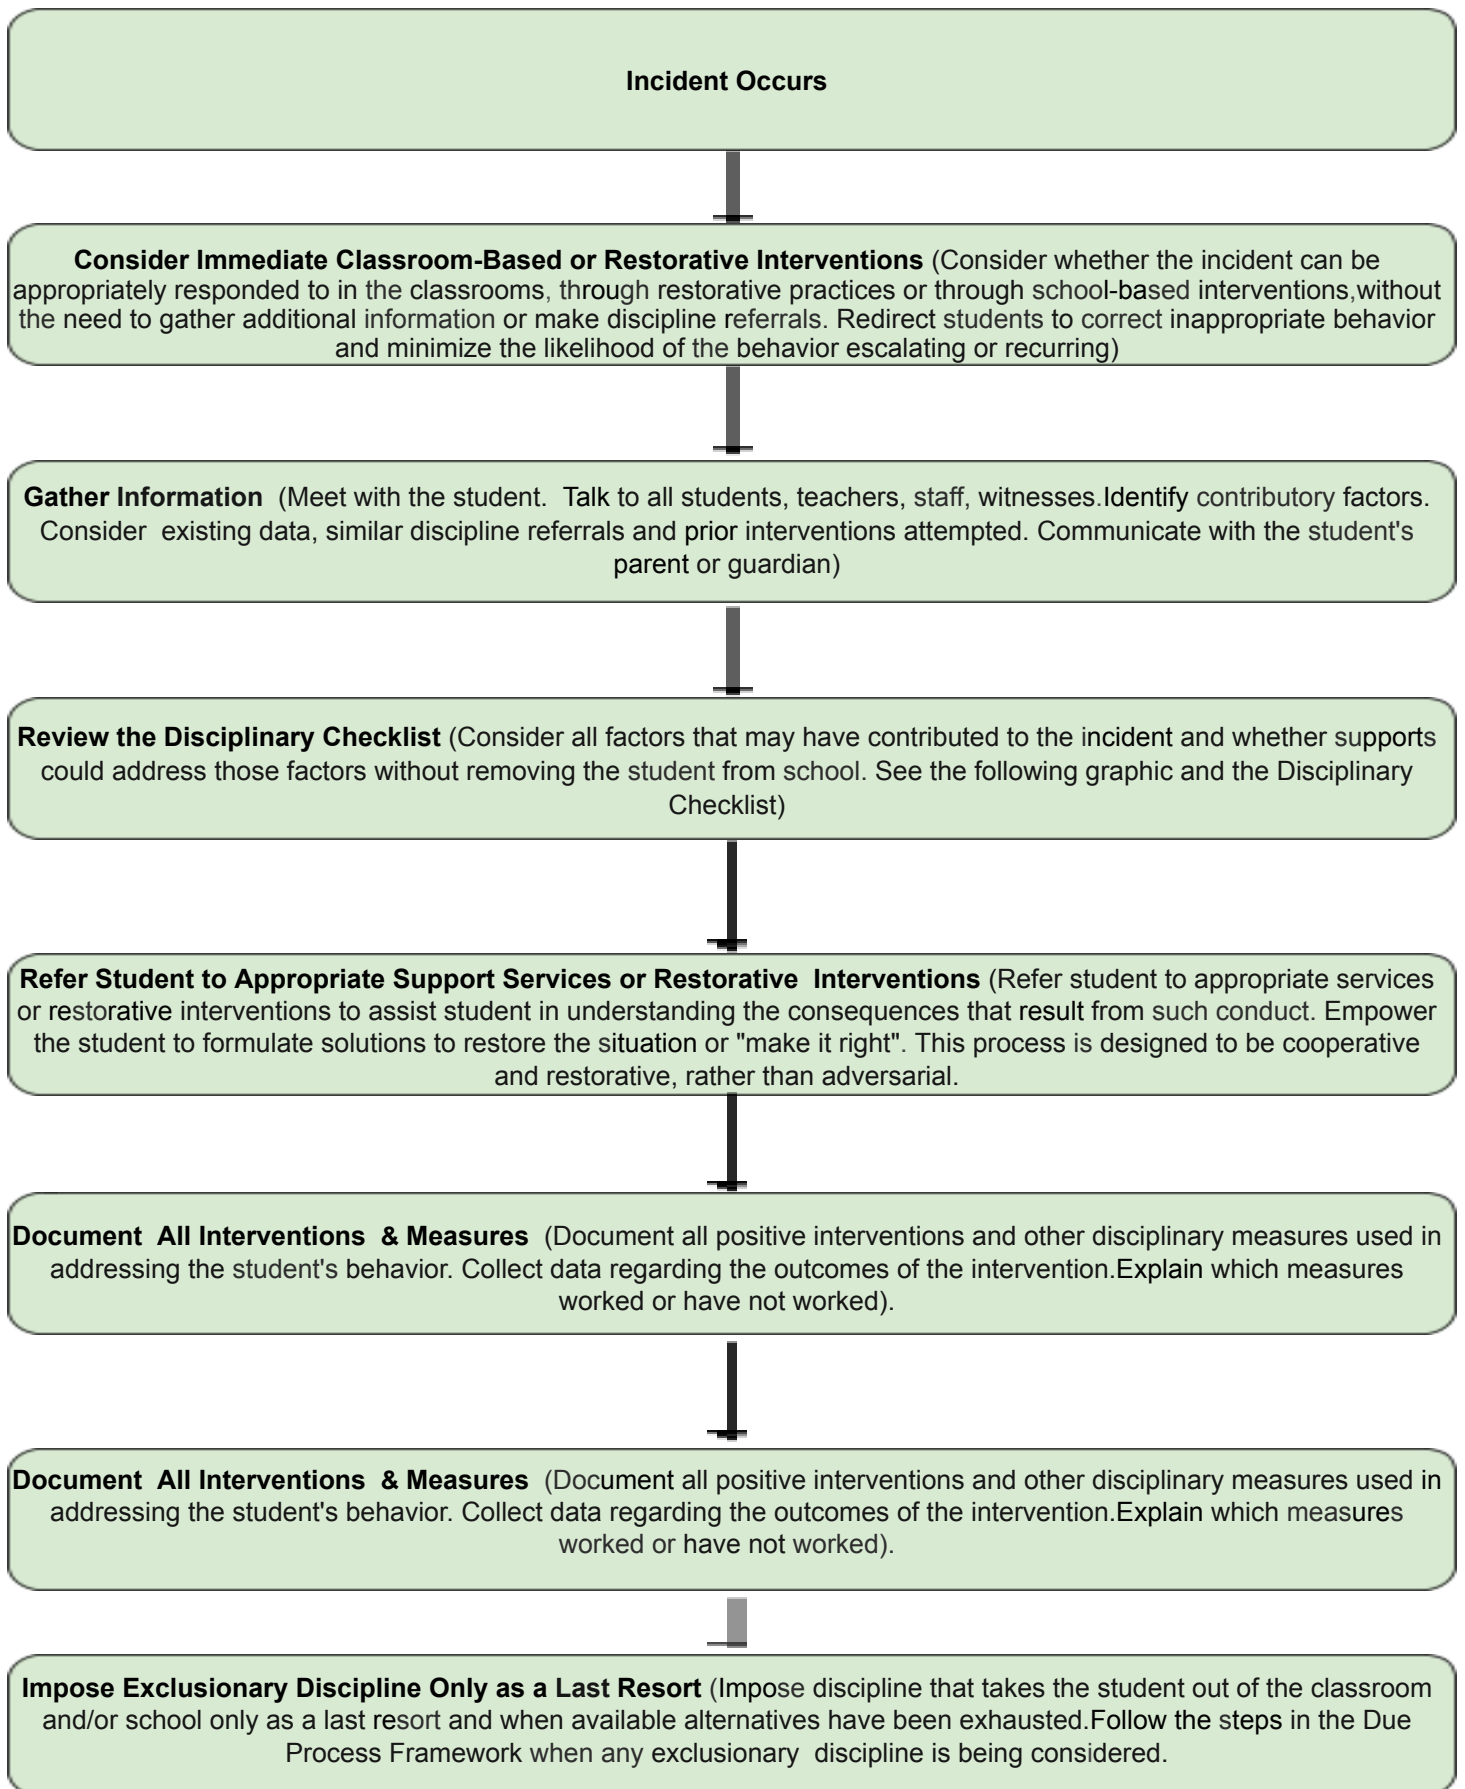 Incident Occurs
Consider Immediate Classroom-Based or Restorative Interventions (Consider whether the incident can be
appropriately responded to in the classrooms, through restorative practices or through school-based interventions,without
the need to gather additional information or make discipline referrals. Redirect students to correct inappropriate behavior
and minimize the likelihood of the behavior escalating or recurring)
Gather Information (Meet with the student. Talk to all students, teachers, staff, witnesses.Identify contributory factors.
Consider existing data, similar discipline referrals and prior interventions attempted. Communicate with the student's
parent or guardian)
Review the Disciplinary Checklist (Consider all factors that may have contributed to the incident and whether supports
could address those factors without removing the student from school. See the following graphic and the Disciplinary
Checklist)
Refer Student to Appropriate Support Services or Restorative Interventions (Refer student to appropriate services
or restorative interventions to assist student in understanding the consequences that result from such conduct. Empower
the student to formulate solutions to restore the situation or "make it right". This process is designed to be cooperative
and restorative, rather than adversarial.
Document All Interventions & Measures (Document all positive interventions and other disciplinary measures used in
addressing the student's behavior. Collect data regarding the outcomes of the intervention.Explain which measures
worked or have not worked).
Document All Interventions & Measures (Document all positive interventions and other disciplinary measures used in
addressing the student's behavior. Collect data regarding the outcomes of the intervention.Explain which measures
worked or have not worked).
Impose Exclusionary Discipline Only as a Last Resort (Impose discipline that takes the student out of the classroom
and/or school only as a last resort and when available alternatives have been exhausted.Follow the steps in the Due
Process Framework when any exclusionary discipline is being considered.